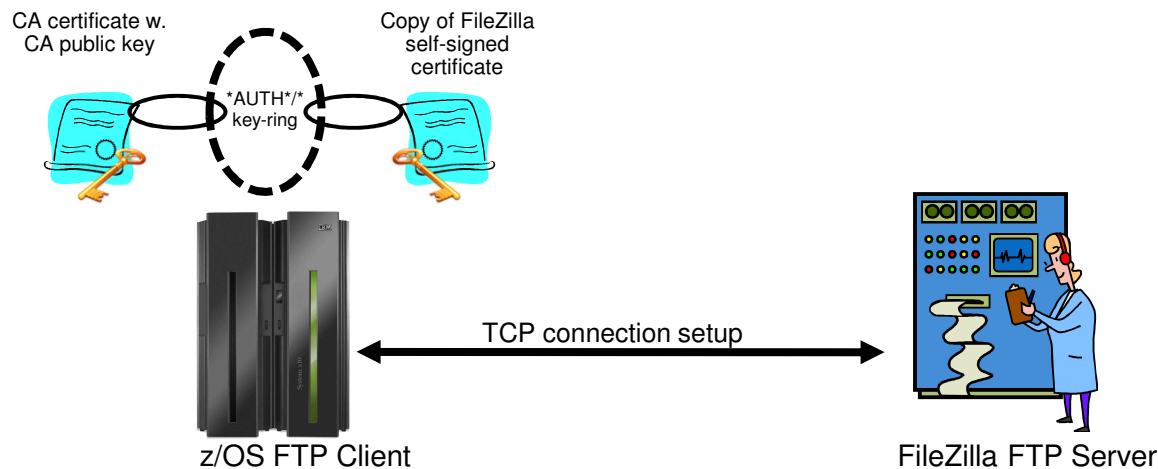 CA certificate w.
CA public key
Copy of FileZilla
self-signed
certificate
*AUTH*/*
key-ring
IBM
TCP connection setup
z/OS FTP Client
FileZilla FTP Server